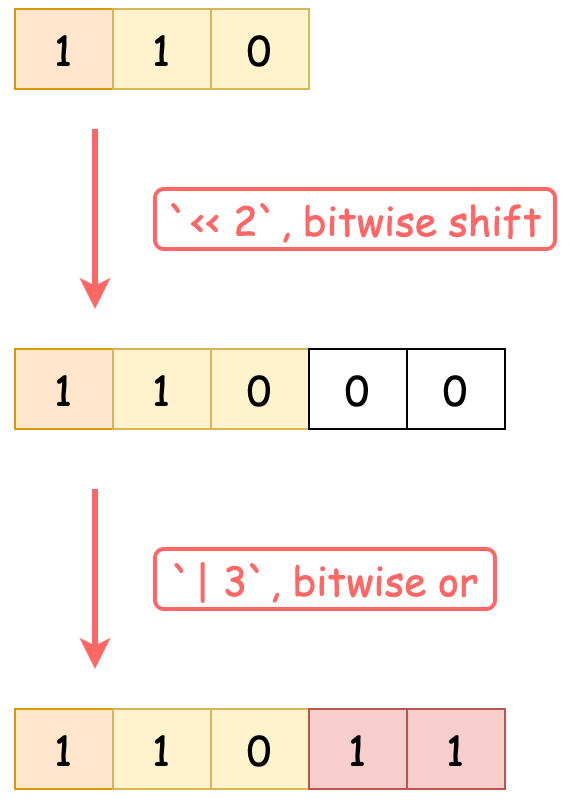 1 1 0
`<< 2`, bitwise shift
1 1 0 0 0
`| 3`, bitwise or
1 1 0 1 1